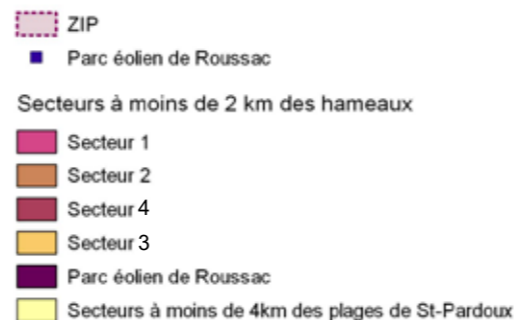 ZIP
Parc éolien de Roussac
Secteurs à moins de 2 km des hameaux
Secteur 1
Secteur 2
Secteur 4
Secteur 3
Parc éolien de Roussac
Secteurs à moins de 4km des plages de St-Pardoux